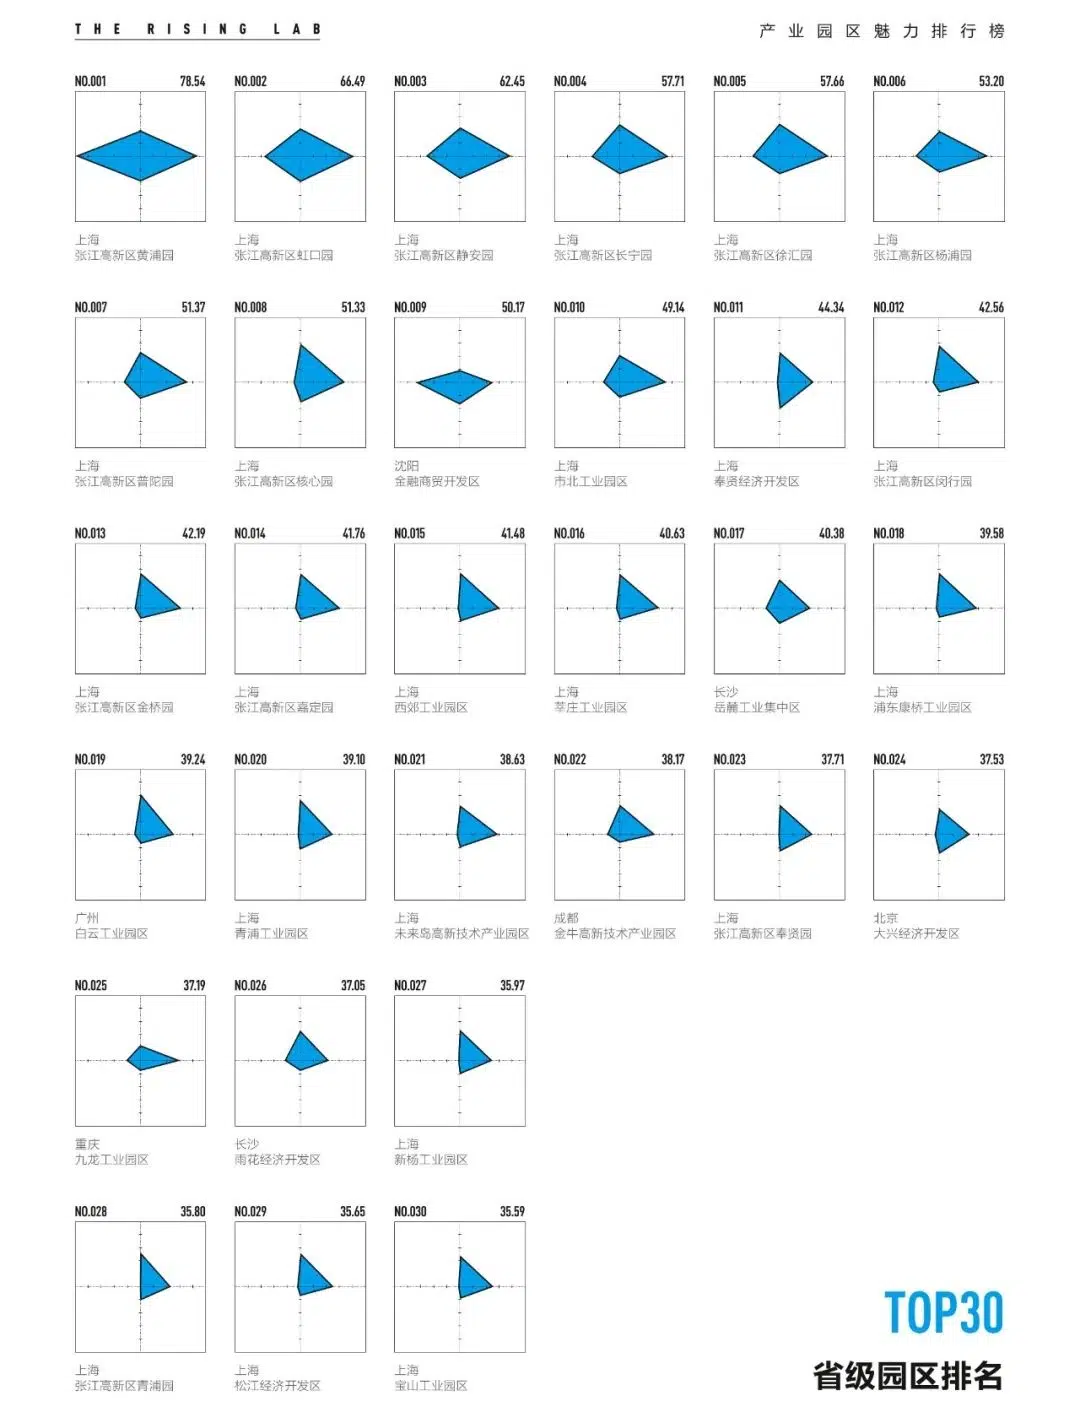 THE RISING LAB
产业园区魅力排行榜
NO.001 78.54
NO.002 66.49
NO.003 62.45
NO.004 57.71
NO.005 57.66
NO.006 53.20
上海
张江高新区黄浦园
上海
张江高新区虹口园
上海
张江高新区静安园
上海
张江高新区长宁园
上海
张江高新区徐汇园
上海
张江高新区杨浦园
NO.007 51.37
NO.008 51.33
NO.009 50.17
NO.010 49.14
NO.011 44.34
NO.012 42.56
上海
张江高新区普陀园
上海
张江高新区核心园
沈阳
金融商贸开发区
上海
市北工业园区
上海
奉贤经济开发区
上海
张江高新区闵行园
NO.013 42.19
NO.014 41.76
NO.015 41.48
NO.016 40.63
NO.017 40.38
NO.018 39.58
上海
张江高新区金桥园
上海
张江高新区嘉定园
上海
西郊工业园区
上海
莘庄工业园区
长沙
岳麓工业集中区
上海
浦东康桥工业园区
NO.019 39.24
NO.020 39.10
NO.021 38.63
NO.022 38.17
NO.023 37.71
NO.024 37.53
广州
白云工业园区
上海
青浦工业园区
上海
未来岛高新技术产业园区
成都
金牛高新技术产业园区
上海
张江高新区奉贤园
北京
大兴经济开发区
NO.025 37.19
NO.026 37.05
NO.027 35.97
重庆
九龙工业园区
长沙
雨花经济开发区
上海
新杨工业园区
NO.028 35.80
NO.029 35.65
NO.030 35.59
上海
张江高新区青浦园
上海
松江经济开发区
上海
宝山工业园区
TOP30
省级园区排名